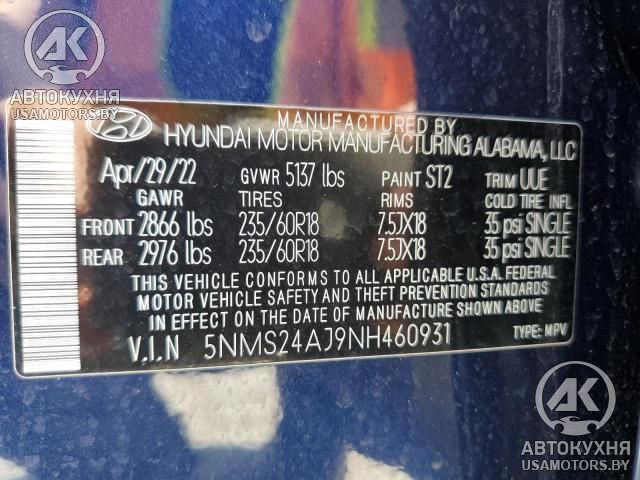 АК
АВТОКУХНЯ
USAMOTORS.BY
MANUFACTURED BY
HYUNDAI MOTOR MANUFACTURING ALABAMA, LLC
Apr/29/22 GVWR 5137 lbs PAINT ST2 TRIM UUE
GAWR TIRES RIMS COLD TIRE INFL
FRONT 2866 lbs 235/60R18 7.5JX18 35 psi SINGLE
REAR 2976 lbs 235/60R18 7.5JX18 35 psi SINGLE
THIS VEHICLE CONFORMS TO ALL APPLICABLE U.S.A. FEDERAL
MOTOR VEHICLE SAFETY AND THEFT PREVENTION STANDARDS
IN EFFECT ON THE DATE OF MANUFACTURE SHOWN ABOVE.
V.I.N 5NMS24AJ9NH460931 TYPE: MPV
АК
АВТОКУХНЯ
USAMOTORS.BY